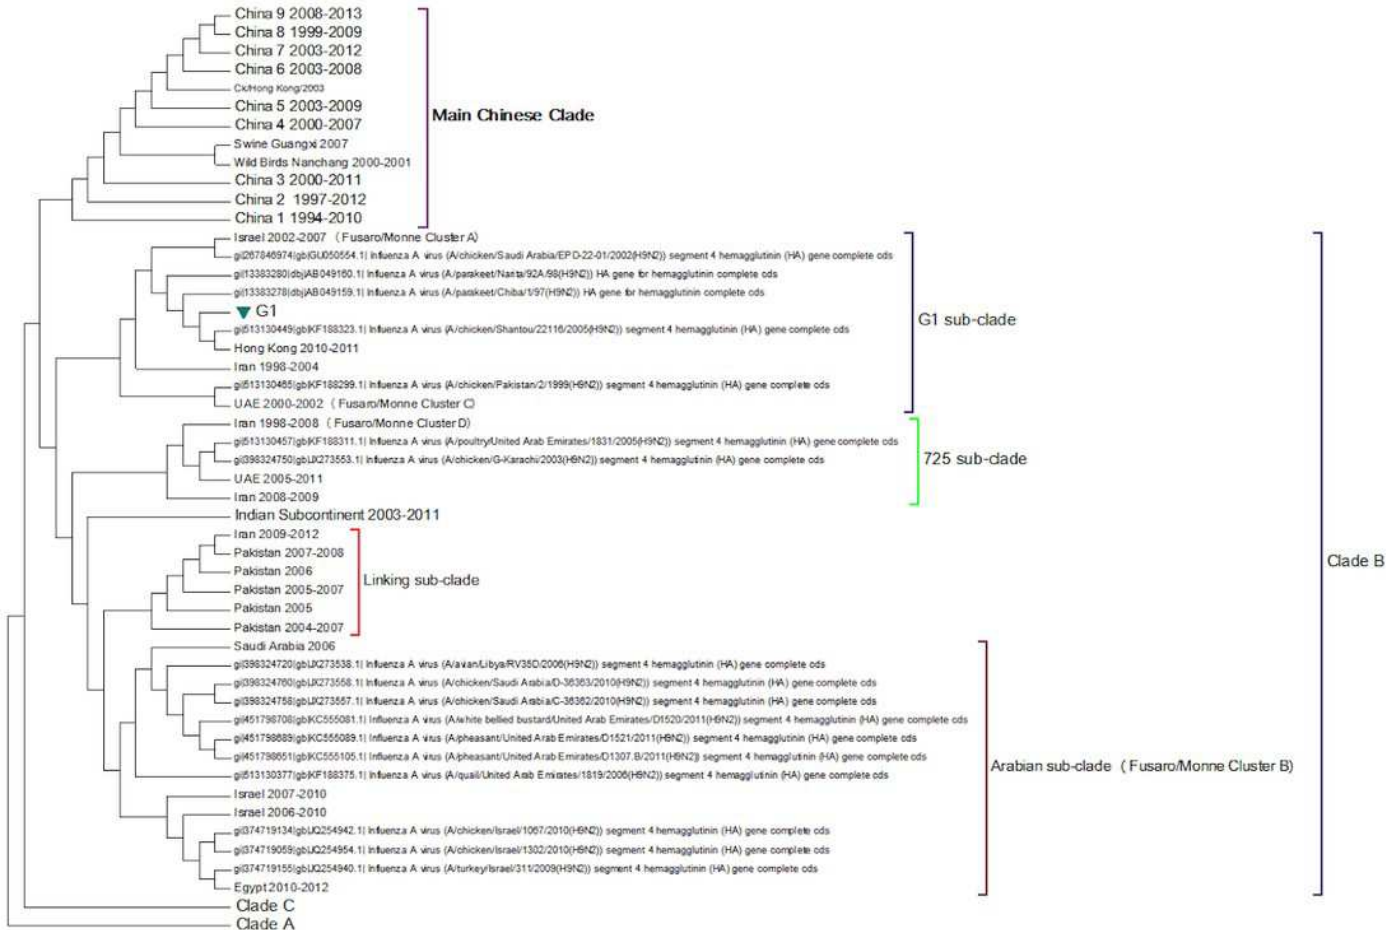 China 9 2008-2013
China 8 1999-2009
China 7 2003-2012
China 6 2003-2008
Ck/Hong Kong/2003
China 5 2003-2009
Main Chinese Clade
China 4 2000-2007
Swine Guangxi 2007
Wild Birds Nanchang 2000-2001
China 3 2000-2011
China 2 1997-2012
China 1 1994-2010
Israel 2002-2007 (Fusaro/Monne Cluster A)
gi|267846974|gb|GU050554.1| Influenza A virus (A/chicken/Saudi Arabia/EPD-22-01/2002(H9N2)) segment 4 hemagglutinin (HA) gene complete cds
gi|13383280|dbj|AB049160.1| Influenza A virus (A/parakeet/Narita/92A/98(H9N2)) HA gene for hemagglutinin complete cds
gi|13383278|dbj|AB049159.1| Influenza A virus (A/parakeet/Chiba/1/97(H9N2)) HA gene for hemagglutinin complete cds
G1
G1 sub-clade
gi|513130449|gb|KF188323.1| Influenza A virus (A/chicken/Shantou/22116/2005(H9N2)) segment 4 hemagglutinin (HA) gene complete cds
Hong Kong 2010-2011
Iran 1998-2004
gi|513130465|gb|KF188299.1| Influenza A virus (A/chicken/Pakistan/2/1999(H9N2)) segment 4 hemagglutinin (HA) gene complete cds
UAE 2000-2002 (Fusaro/Monne Cluster C)
Iran 1998-2008 (Fusaro/Monne Cluster D)
gi|513130457|gb|KF188311.1| Influenza A virus (A/poultry/United Arab Emirates/1831/2005(H9N2)) segment 4 hemagglutinin (HA) gene complete cds
gi|398324750|gb|JX273553.1| Influenza A virus (A/chicken/G-Karachi/2003(H9N2)) segment 4 hemagglutinin (HA) gene complete cds
725 sub-clade
UAE 2005-2011
Iran 2008-2009
Indian Subcontinent 2003-2011
Iran 2009-2012
Pakistan 2007-2008
Clade B
Pakistan 2006
Linking sub-clade
Pakistan 2005-2007
Pakistan 2005
Pakistan 2004-2007
Saudi Arabia 2006
gi|398324720|gb|JX273538.1| Influenza A virus (A/avian/Libya/RV35D/2006(H9N2)) segment 4 hemagglutinin (HA) gene complete cds
gi|398324760|gb|JX273558.1| Influenza A virus (A/chicken/Saudi Arabia/D-36363/2010(H9N2)) segment 4 hemagglutinin (HA) gene complete cds
gi|398324758|gb|JX273557.1| Influenza A virus (A/chicken/Saudi Arabia/C-36362/2010(H9N2)) segment 4 hemagglutinin (HA) gene complete cds
gi|451798708|gb|KC555081.1| Influenza A virus (A/white bellied bustard/United Arab Emirates/D1520/2011(H9N2)) segment 4 hemagglutinin (HA) gene complete cds
gi|451798689|gb|KC555089.1| Influenza A virus (A/pheasant/United Arab Emirates/D1521/2011(H9N2)) segment 4 hemagglutinin (HA) gene complete cds
gi|451798651|gb|KC555105.1| Influenza A virus (A/pheasant/United Arab Emirates/D1307.B/2011(H9N2)) segment 4 hemagglutinin (HA) gene complete cds
Arabian sub-clade (Fusaro/Monne Cluster B)
gi|513130377|gb|KF188375.1| Influenza A virus (A/quail/United Arab Emirates/1819/2006(H9N2)) segment 4 hemagglutinin (HA) gene complete cds
Israel 2007-2010
Israel 2006-2010
gi|374719134|gb|JQ254942.1| Influenza A virus (A/chicken/Israel/1067/2010(H9N2)) segment 4 hemagglutinin (HA) gene complete cds
gi|374719059|gb|JQ254954.1| Influenza A virus (A/chicken/Israel/1302/2010(H9N2)) segment 4 hemagglutinin (HA) gene complete cds
gi|374719155|gb|JQ254940.1| Influenza A virus (A/turkey/Israel/311/2009(H9N2)) segment 4 hemagglutinin (HA) gene complete cds
Egypt 2010-2012
Clade C
Clade A